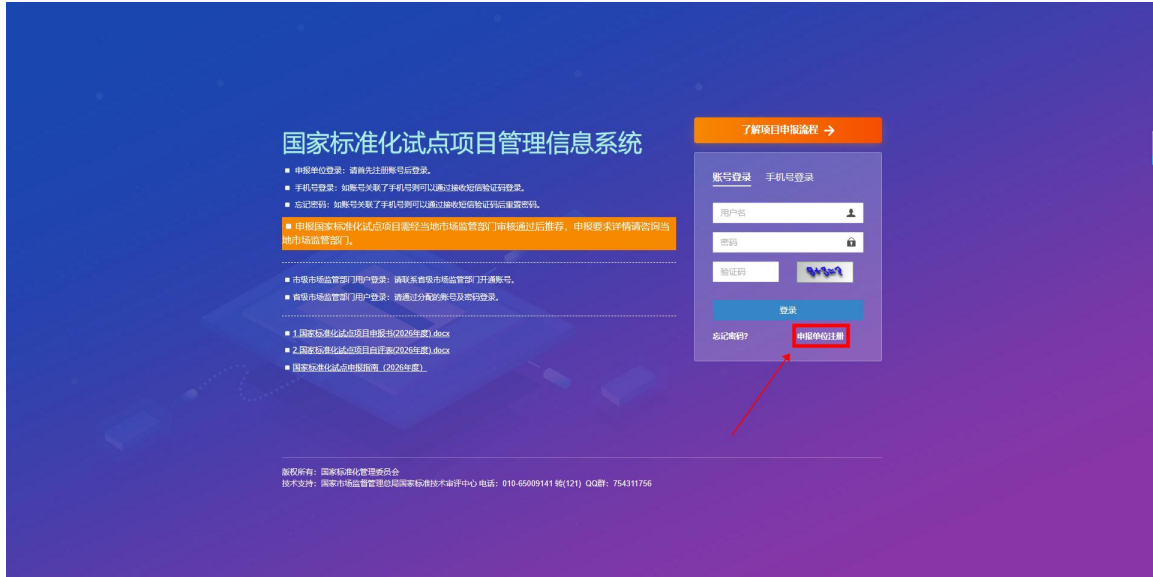 国家标准化试点项目管理信息系统
■ 申报单位登录：请首先注册账号后登录。
■ 手机号登录：如账号关联了手机号则可以通过接收短信验证码登录。
■ 忘记密码：如账号关联了手机号则可以通过接收短信验证码后重置密码。
■ 申报国家标准化试点项目需经当地市场监管部门审核通过后推荐，申报要求详情请咨询当
地市场监管部门。
■ 市级市场监管部门用户登录：请联系省级市场监管部门开通账号。
■ 省级市场监管部门用户登录：请通过分配的账号及密码登录。
■ 1.国家标准化试点项目申报书(2026年度).docx
■ 2.国家标准化试点项目自评表(2026年度).docx
■ 国家标准化试点申报指南（2026年度）
了解项目申报流程 →
账号登录 手机号登录
用户名
密码
验证码 9+3=?
登录
忘记密码? 申报单位注册
版权所有：国家标准化管理委员会
技术支持：国家市场监督管理总局国家标准技术审评中心 电话：010-65009141 转(121) QQ群：754311756